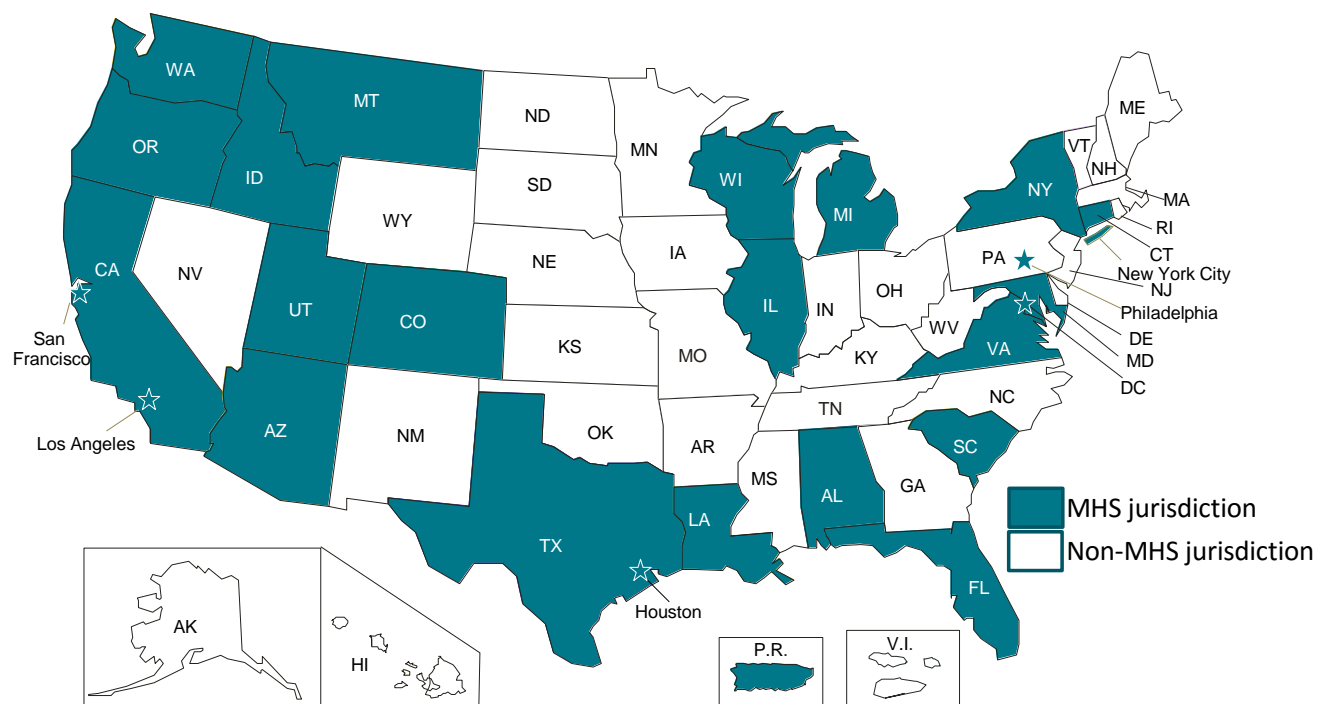 WA
MT
ND
MN
ME
VT
NH
OR
ID
SD
WI
NY
MI
MA
WY
RI
IA
CT
CA
NV
NE
PA
New York City
NJ
OH
IL
IN
UT
CO
Philadelphia
WV
DE
San
Francisco
KS
MO
KY
VA
MD
DC
NC
TN
Los Angeles
AZ
NM
OK
AR
SC
MS
AL
GA
LA
MHS jurisdiction
TX
Non-MHS jurisdiction
FL
Houston
AK
HI
P.R.
V.I.